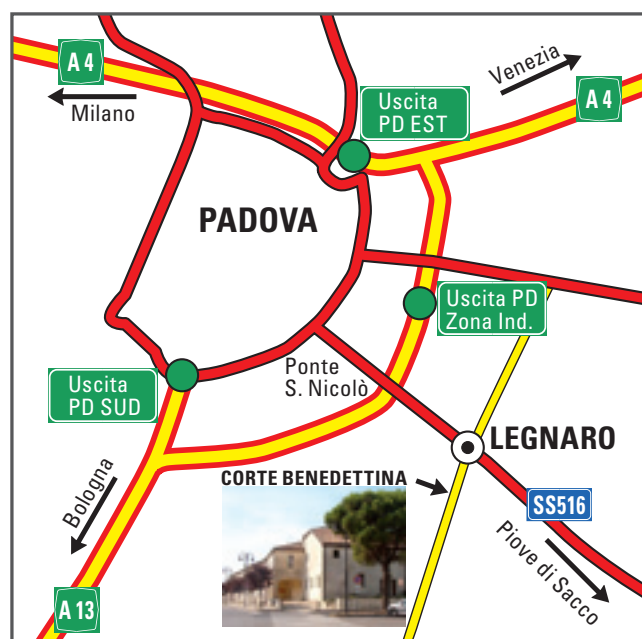 A 4
Milano
Venezia
A 4
Uscita
PD EST
PADOVA
Uscita PD
Zona Ind.
Ponte
S. Nicolò
Uscita
PD SUD
LEGNARO
CORTE BENEDETTINA
Bologna
SS516
Piove di Sacco
A 13